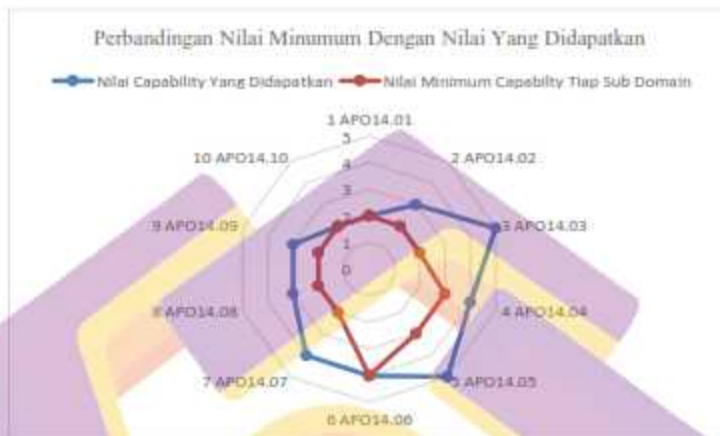 Perbandingan Nilai Minumum Dengan Nilai Yang Didapatkan
Nilai Capability Yang Didapatkan Nilai Minimum Capabilty Tiap Sub Domain
1 APO14.01
5
10 APO14.10 2 APO14.02
4
3
9 APO14.09 3 APO14.03
2
1
0
8 APO14.08 4 APO14.04
7 APO14.07 5 APO14.05
6 APO14.06